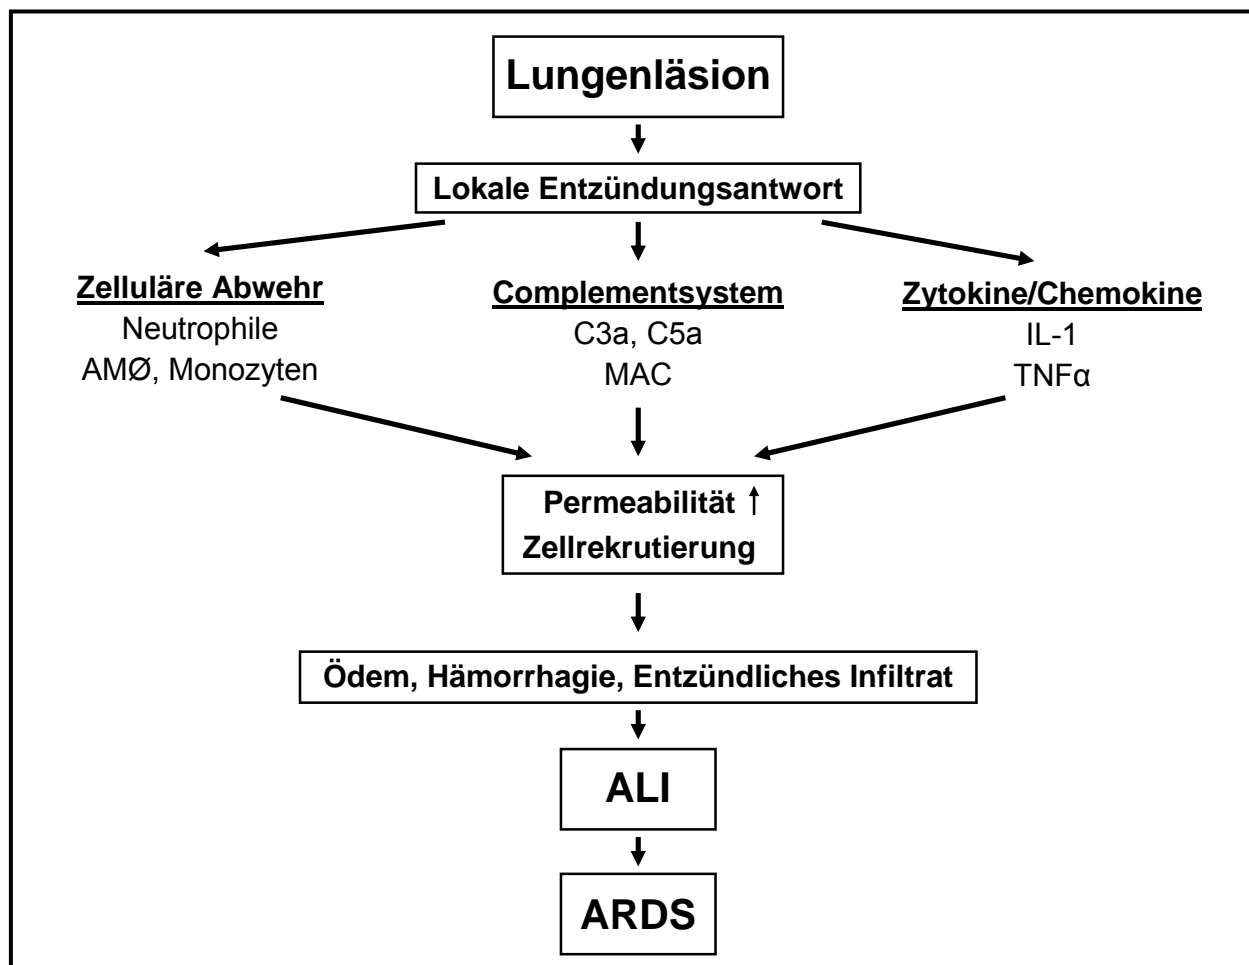 Lungenläsion
Lokale Entzündungsantwort
Zelluläre Abwehr
Neutrophile
AMØ, Monozyten
Complementsystem
C3a, C5a
MAC
Zytokine/Chemokine
IL-1
TNFα
Permeabilität ↑
Zellrekrutierung
Ödem, Hämorrhagie, Entzündliches Infiltrat
ALI
ARDS